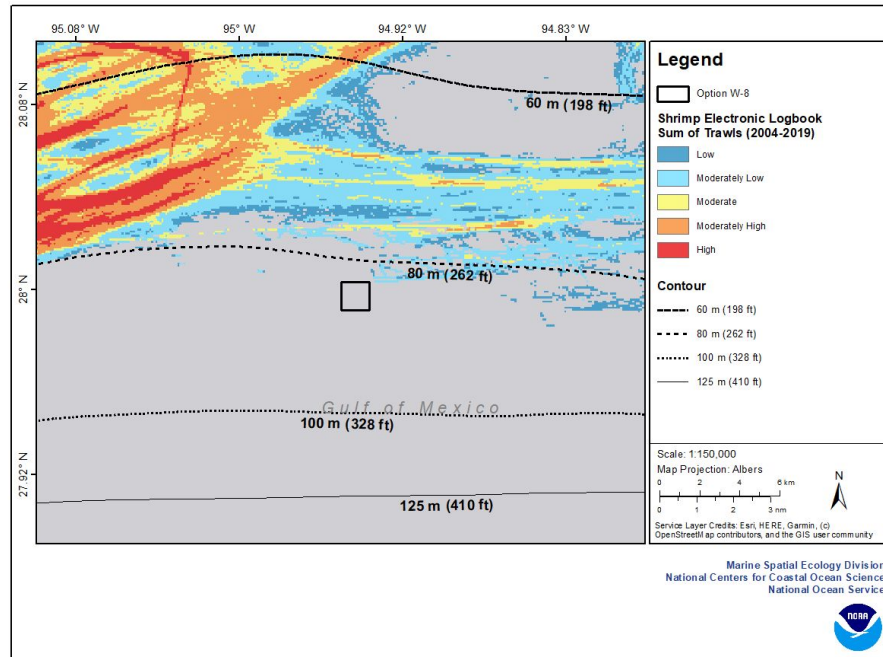 95.08° W
95° W
94.92° W
94.83° W
28.08° N
28° N
27.92° N
60 m (198 ft)
80 m (262 ft)
Gulf of Mexico
100 m (328 ft)
125 m (410 ft)
Legend
Option W-8
Shrimp Electronic Logbook
Sum of Trawls (2004-2019)
Low
Moderately Low
Moderate
Moderately High
High
Contour
60 m (198 ft)
80 m (262 ft)
100 m (328 ft)
125 m (410 ft)
Scale: 1:150,000
Map Projection: Albers
0 2 4 6 km
0 1 2 3 nm
N
Service Layer Credits: Esri, HERE, Garmin, (c)
OpenStreetMap contributors, and the GIS user community
Marine Spatial Ecology Division
National Centers for Coastal Ocean Science
National Ocean Service
NOAA